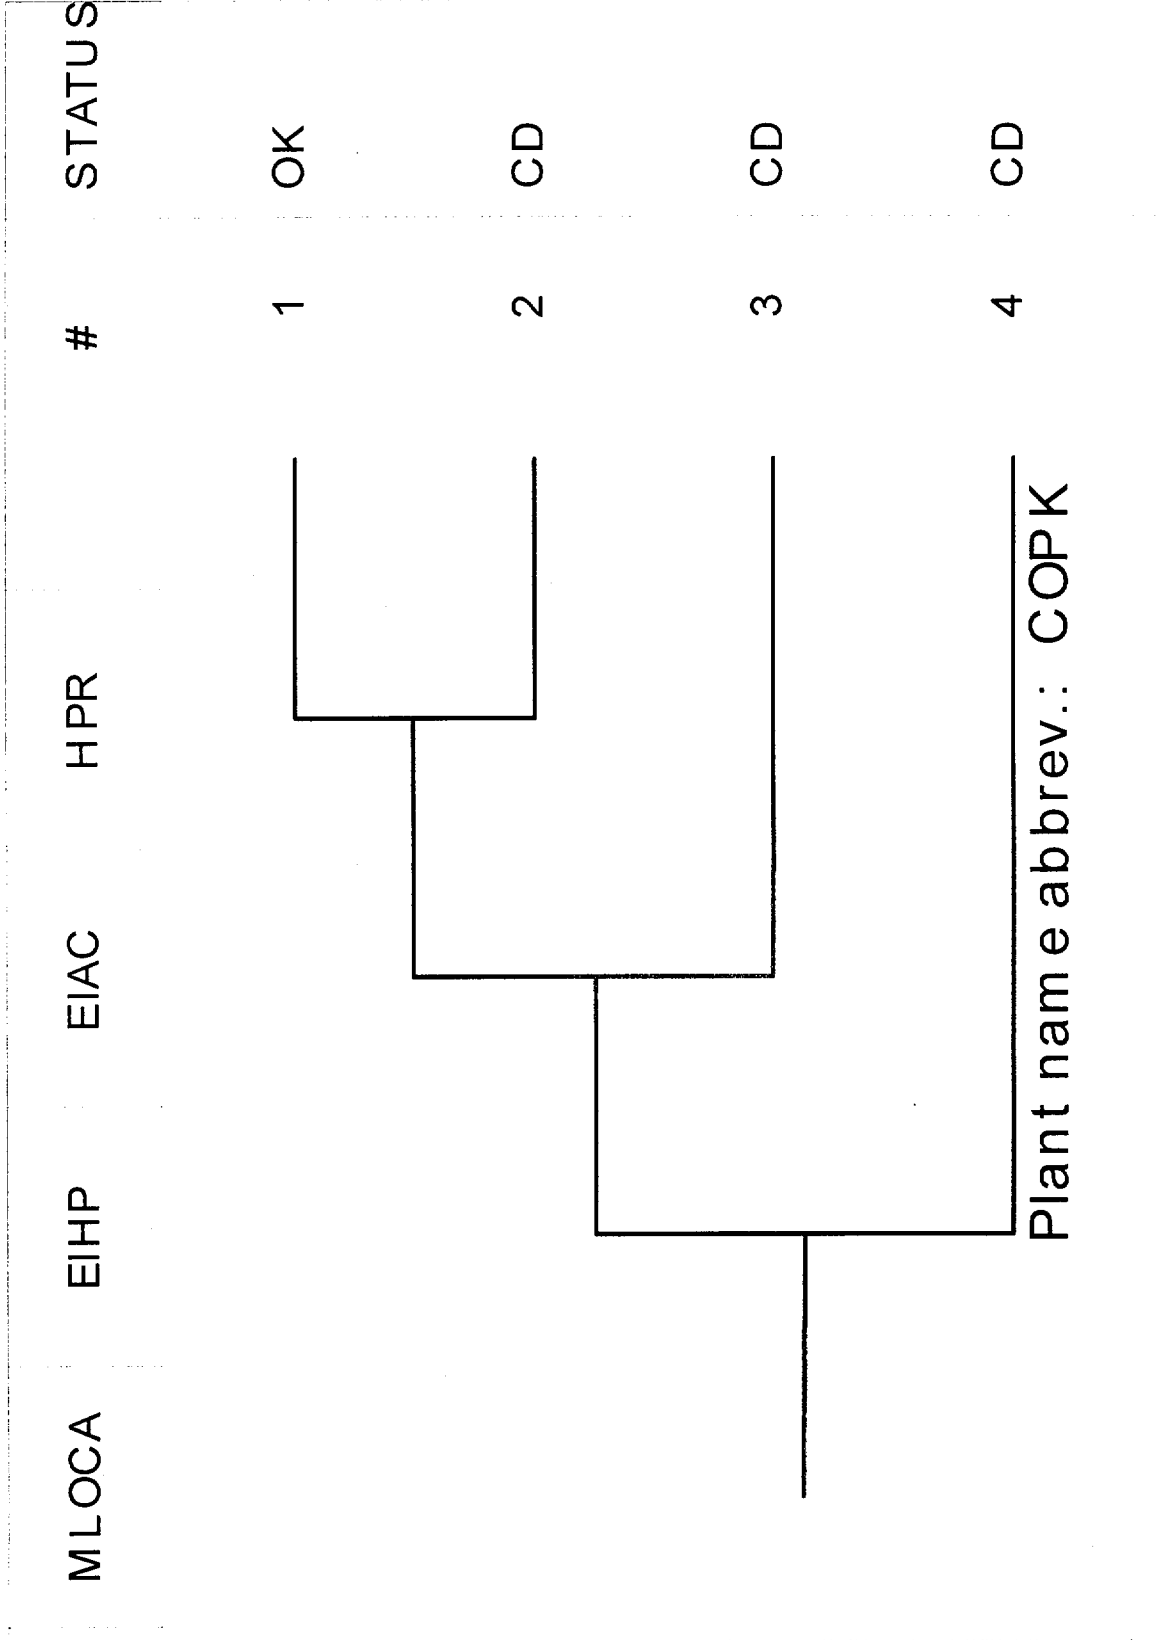 MLOCA EIHP EIAC HPR # STATUS
1 OK
2 CD
3 CD
4 CD
Plant name abbrev.: COPK